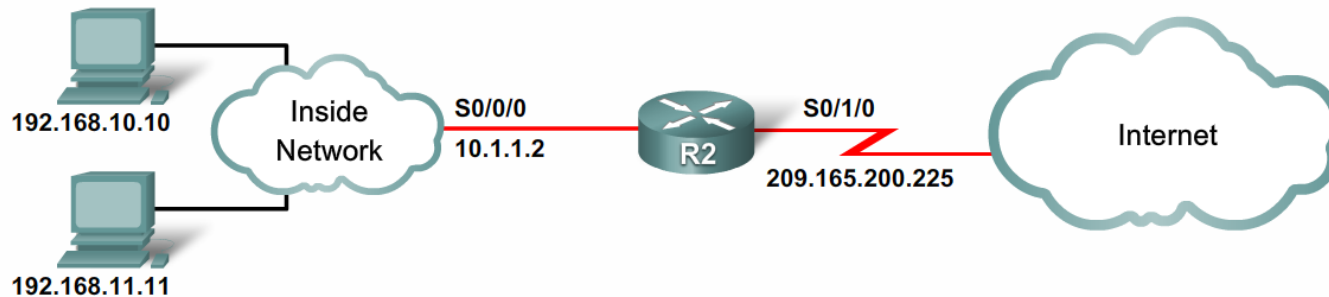 192.168.10.10
192.168.11.11
Inside
Network
S0/0/0
10.1.1.2
R2
S0/1/0
209.165.200.225
Internet